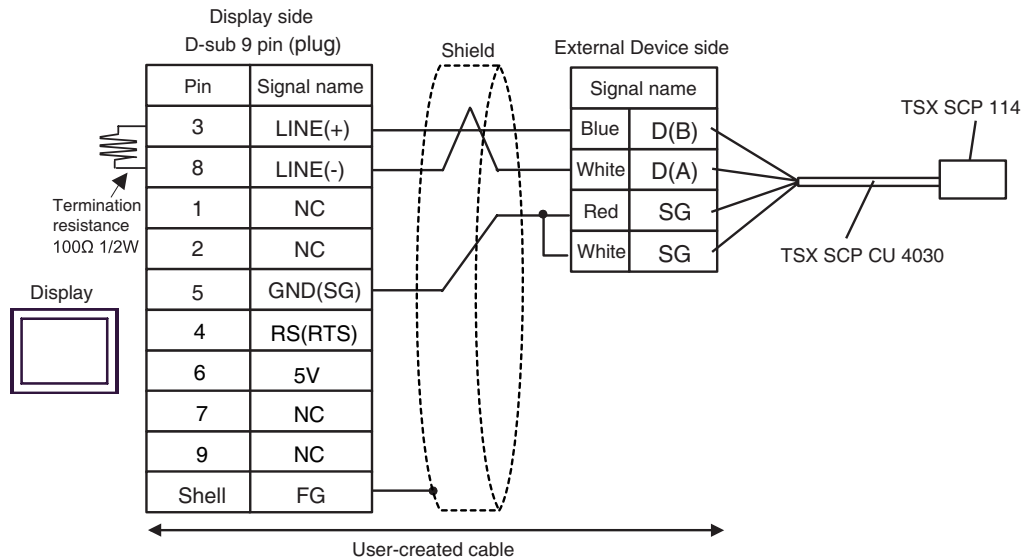 Display side
D-sub 9 pin (plug)
Shield
External Device side
Pin Signal name
Signal name
TSX SCP 114
3 LINE(+)
Blue D(B)
8 LINE(-)
White D(A)
Termination
resistance
100Ω 1/2W
1 NC
Red SG
2 NC
White SG
TSX SCP CU 4030
Display
5 GND(SG)
4 RS(RTS)
6 5V
7 NC
9 NC
Shell FG
User-created cable